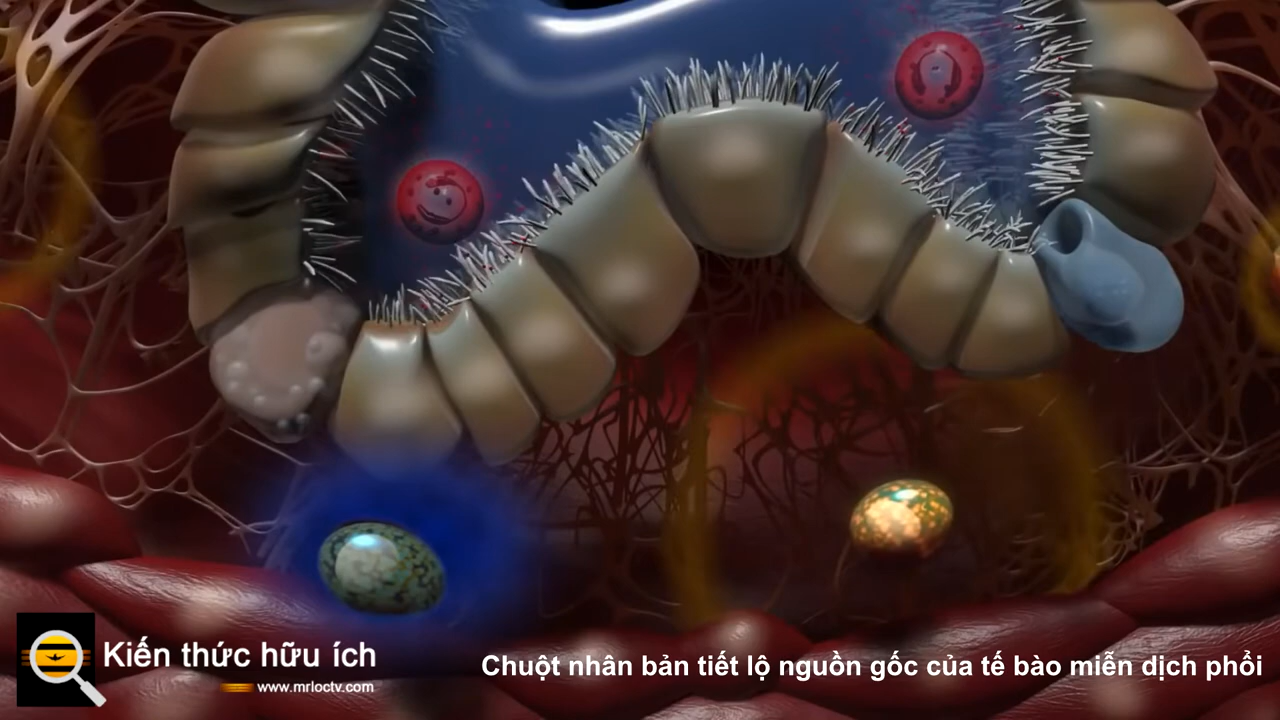 Kiến thức hữu ích
www.mrloctv.com
Chuột nhân bản tiết lộ nguồn gốc của tế bào miễn dịch phổi